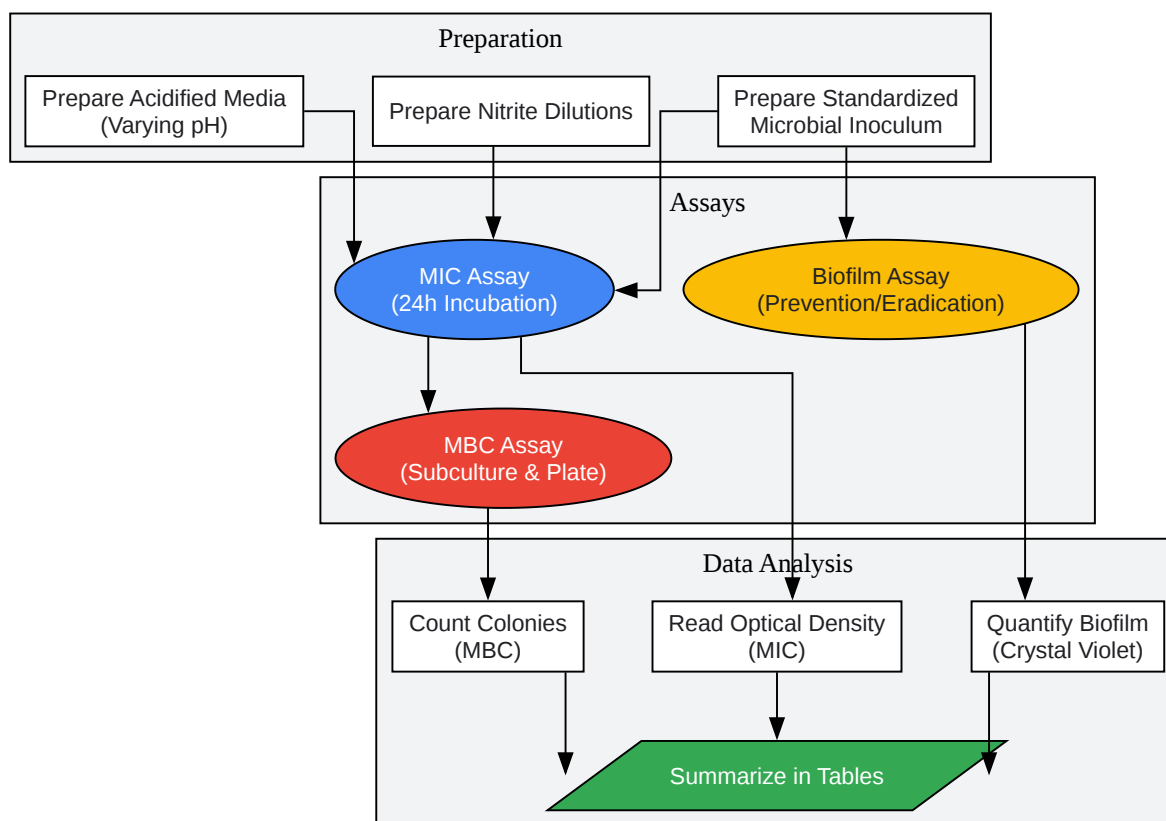 Preparation
Prepare Acidified Media
(Varying pH)
Prepare Nitrite Dilutions
Prepare Standardized
Microbial Inoculum
Assays
MIC Assay
(24h Incubation)
Biofilm Assay
(Prevention/Eradication)
MBC Assay
(Subculture & Plate)
Data Analysis
Count Colonies
(MBC)
Read Optical Density
(MIC)
Quantify Biofilm
(Crystal Violet)
Summarize in Tables